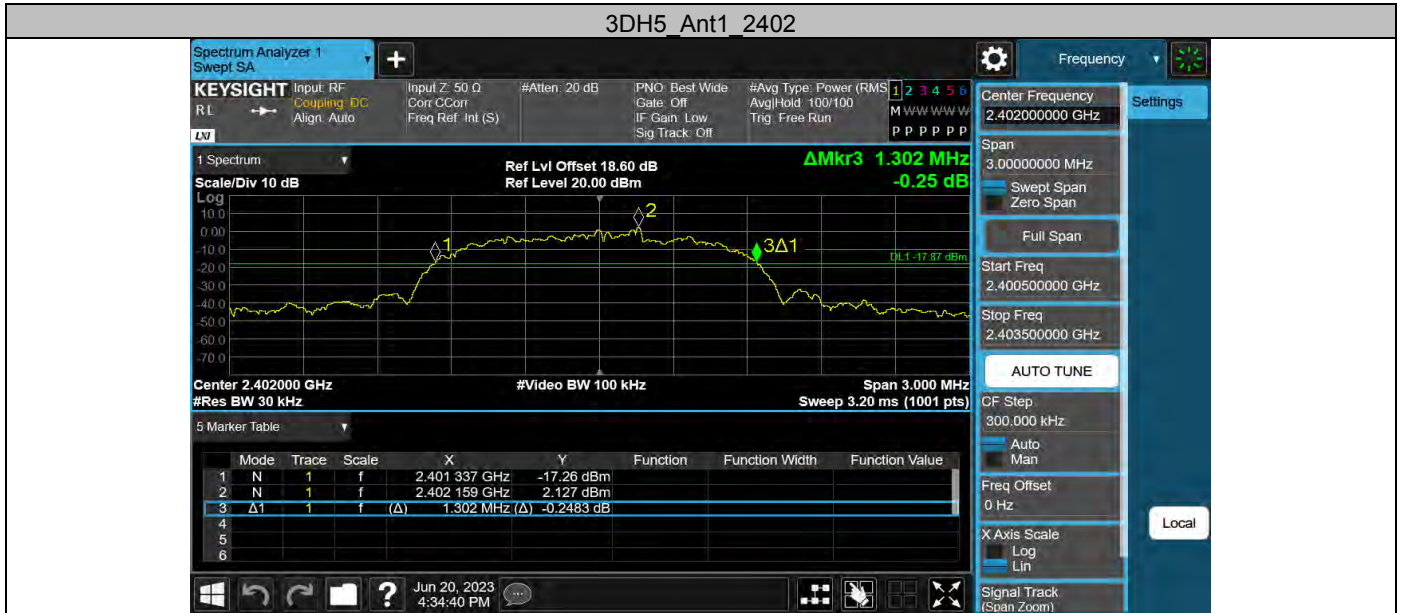 3DH5_Ant1_2402
Spectrum Analyzer 1
Swept SA
+
Frequency
KEYSIGHT
RL
LXI
Input: RF
Coupling: DC
Align: Auto
Input Z: 50 Ω
Corr CCorr
Freq Ref: Int (S)
#Atten: 20 dB
PNO: Best Wide
Gate: Off
IF Gain: Low
Sig Track: Off
#Avg Type: Power (RMS
Avg|Hold: 100/100
Trig: Free Run
1 2 3 4 5 6
M W W W W W
P P P P P P
1 Spectrum
Scale/Div 10 dB
Ref Lvl Offset 18.60 dB
Ref Level 20.00 dBm
ΔMkr3 1.302 MHz
-0.25 dB
Log
10.0
0.00
-10.0
-20.0
-30.0
-40.0
-50.0
-60.0
-70.0
1
2
3Δ1
DL1 -17.87 dBm
Center 2.402000 GHz
#Res BW 30 kHz
#Video BW 100 kHz
Span 3.000 MHz
Sweep 3.20 ms (1001 pts)
5 Marker Table
Mode Trace Scale X Y Function Function Width Function Value
1 N 1 f 2.401 337 GHz -17.26 dBm
2 N 1 f 2.402 159 GHz 2.127 dBm
3 Δ1 1 f (Δ) 1.302 MHz (Δ) -0.2483 dB
4
5
6
?
Jun 20, 2023
4:34:40 PM
Center Frequency
2.402000000 GHz
Span
3.00000000 MHz
Swept Span
Zero Span
Full Span
Start Freq
2.400500000 GHz
Stop Freq
2.403500000 GHz
AUTO TUNE
CF Step
300.000 kHz
Auto
Man
Freq Offset
0 Hz
X Axis Scale
Log
Lin
Signal Track
(Span Zoom)
Settings
Local